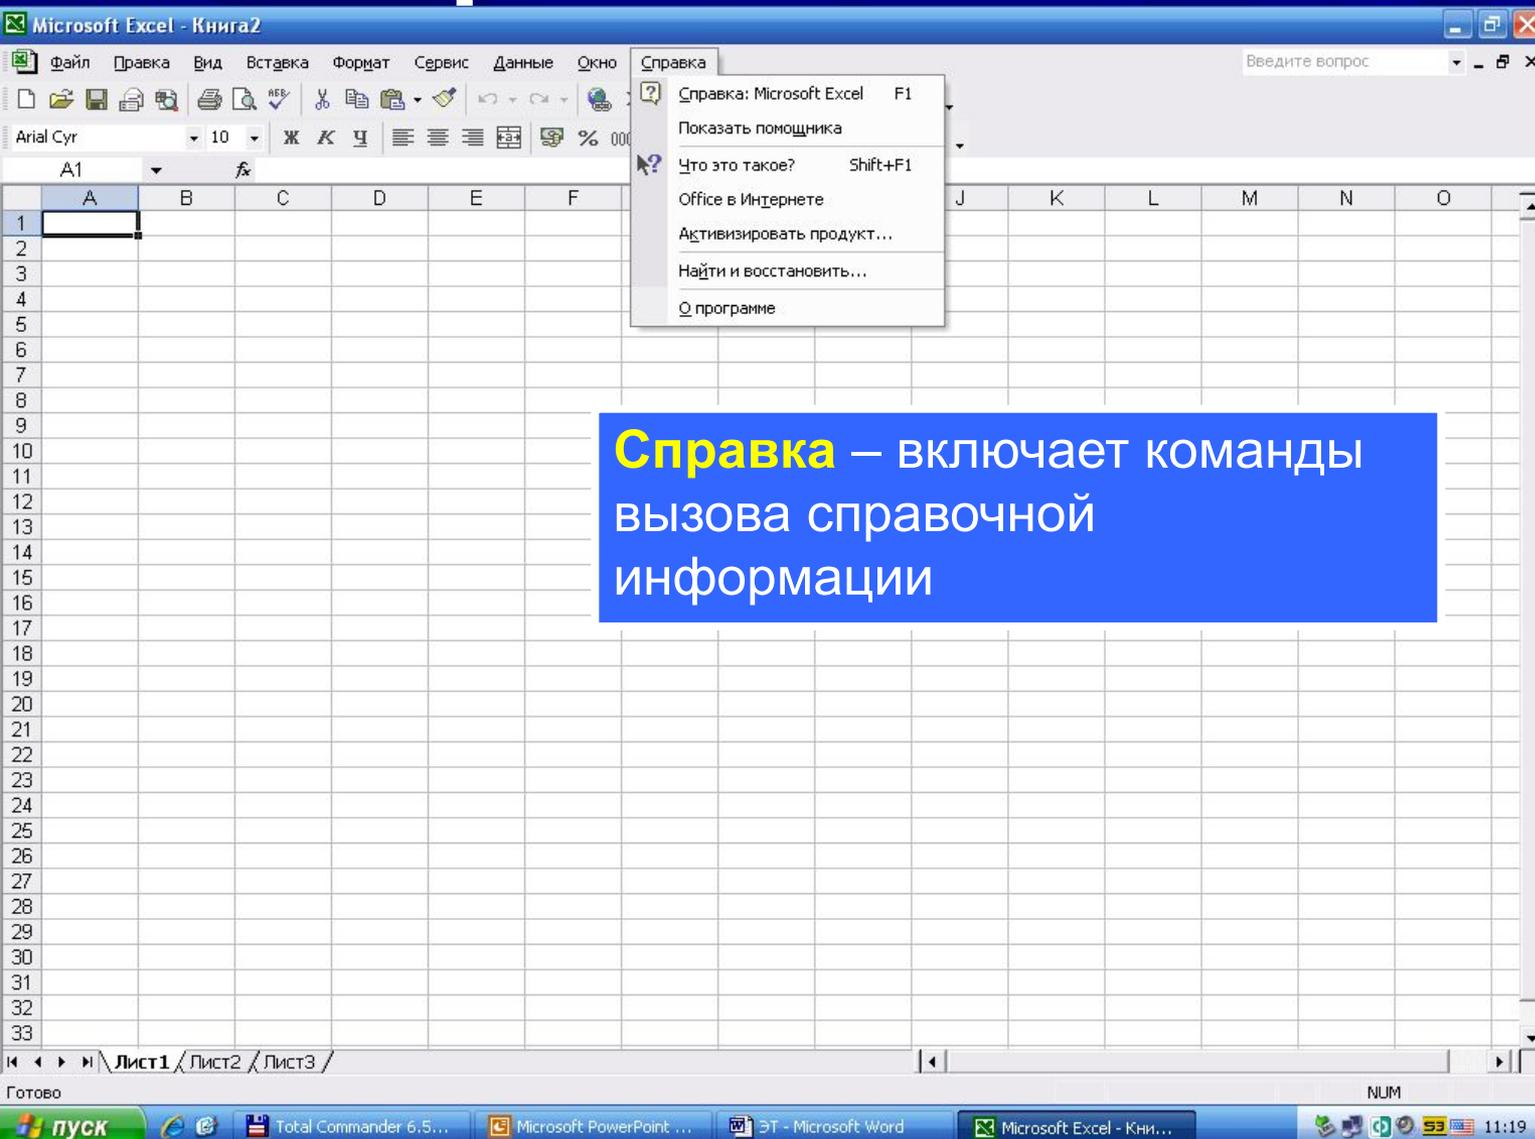 Microsoft Excel - Книга2
Файл Правка Вид Вставка Формат Сервис Данные Окно Справка Введите вопрос
Arial Cyr 10 Ж К Ч % 000
A1 fx
Справка: Microsoft Excel F1
Показать помощника
Что это такое? Shift+F1
Office в Интернете
Активизировать продукт...
Найти и восстановить...
О программе
A B C D E F J K L M N O
1
2
3
4
5
6
7
8
9
10
11
12
13
14
15
16
17
18
19
20
21
22
23
24
25
26
27
28
29
30
31
32
33
Справка – включает команды
вызова справочной
информации
Лист1 Лист2 Лист3
Готово NUM
пуск Total Commander 6.5... Microsoft PowerPoint ... ЭТ - Microsoft Word Microsoft Excel - Кни... 53 11:19